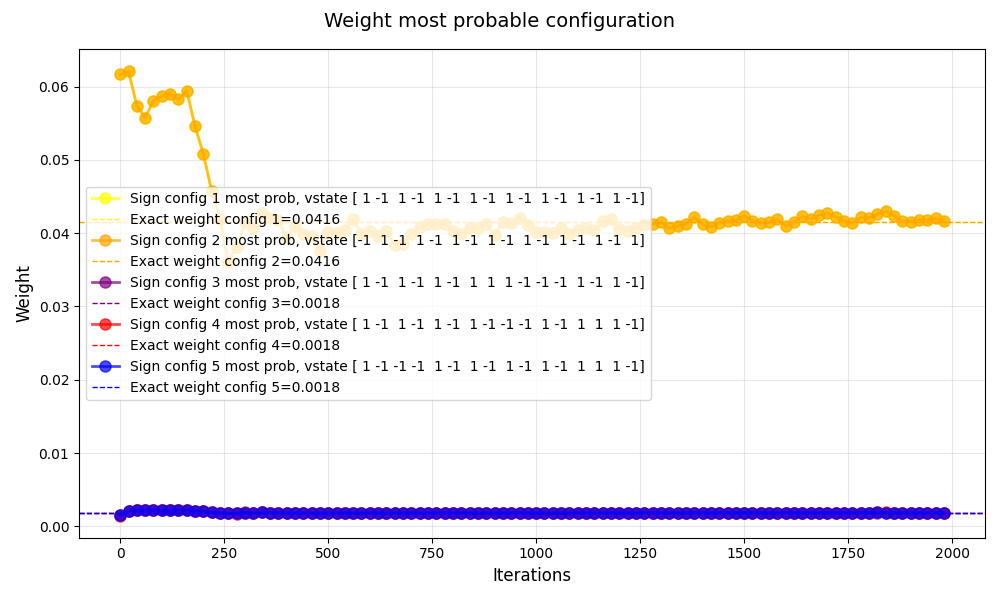 Weight most probable configuration
0.06
0.05
0.04
0.03
0.02
0.01
0.00
Weight
Sign config 1 most prob, vstate [ 1 -1  1 -1  1 -1  1 -1  1 -1  1 -1  1 -1  1 -1]
Exact weight config 1=0.0416
Sign config 2 most prob, vstate [-1  1 -1  1 -1  1 -1  1 -1  1 -1  1 -1  1 -1  1]
Exact weight config 2=0.0416
Sign config 3 most prob, vstate [ 1 -1  1 -1  1 -1  1  1  1 -1 -1 -1  1 -1  1 -1]
Exact weight config 3=0.0018
Sign config 4 most prob, vstate [ 1 -1  1 -1  1 -1  1 -1 -1 -1  1 -1  1  1  1 -1]
Exact weight config 4=0.0018
Sign config 5 most prob, vstate [ 1 -1 -1 -1  1 -1  1 -1  1 -1  1 -1  1  1  1 -1]
Exact weight config 5=0.0018
0 250 500 750 1000 1250 1500 1750 2000
Iterations